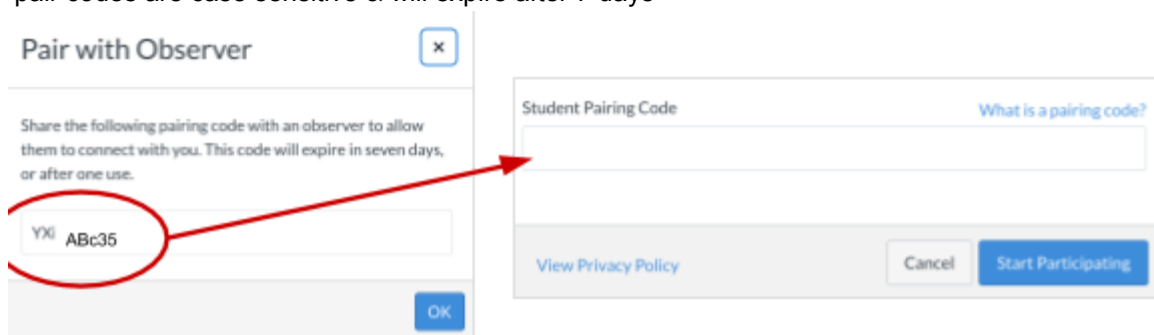 Pair with Observer
×
Share the following pairing code with an observer to allow
them to connect with you. This code will expire in seven days,
or after one use.
YXi ABc35
OK
Student Pairing Code
What is a pairing code?
View Privacy Policy
Cancel
Start Participating